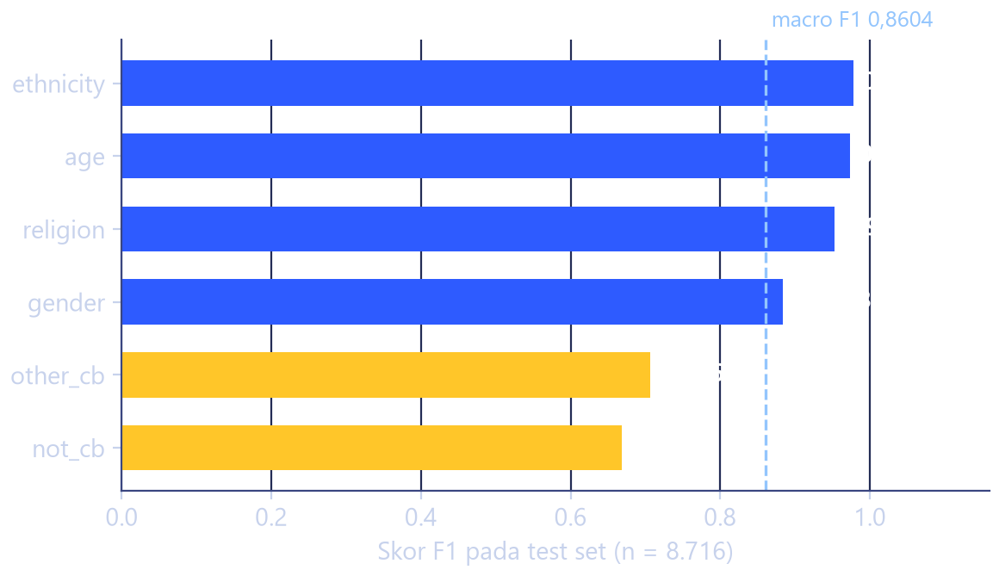 macro F1 0,8604
ethnicity
age
religion
gender
other_cb
not_cb
0.0 0.2 0.4 0.6 0.8 1.0
Skor F1 pada test set (n = 8.716)